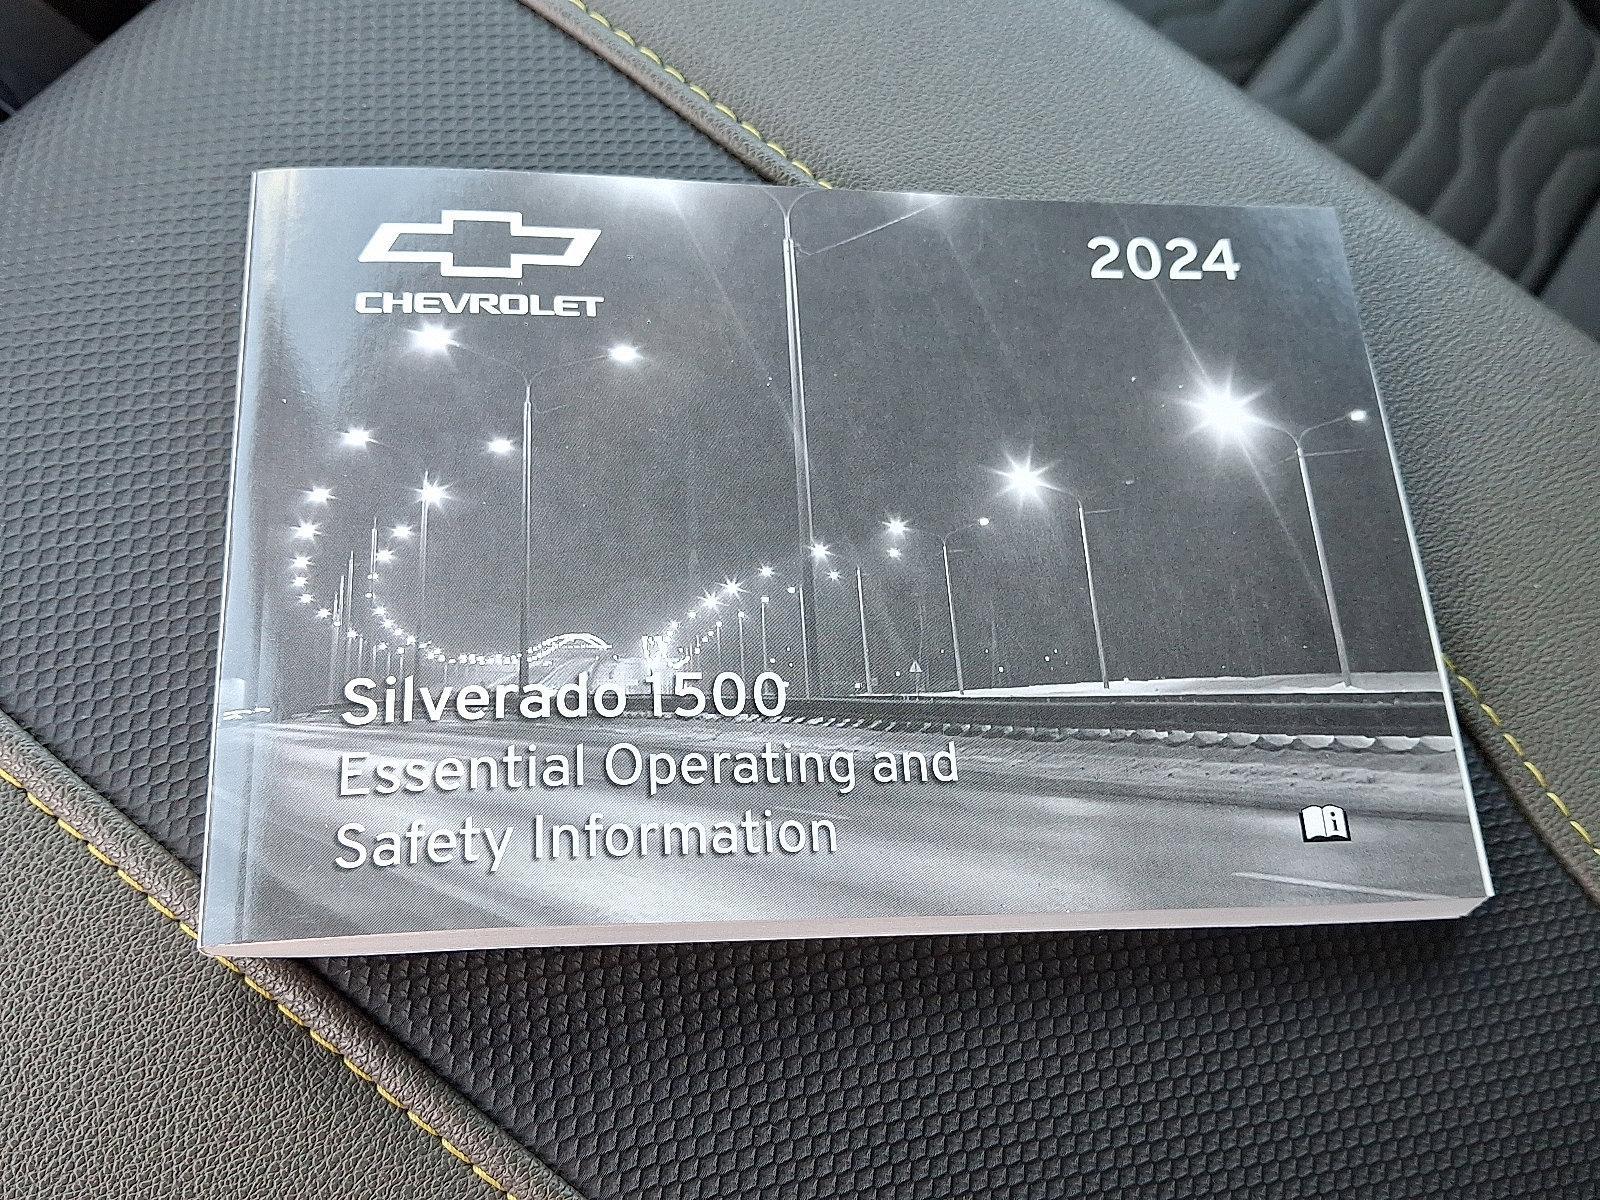 CHEVROLET
2024
Silverado 1500
Essential Operating and
Safety Information